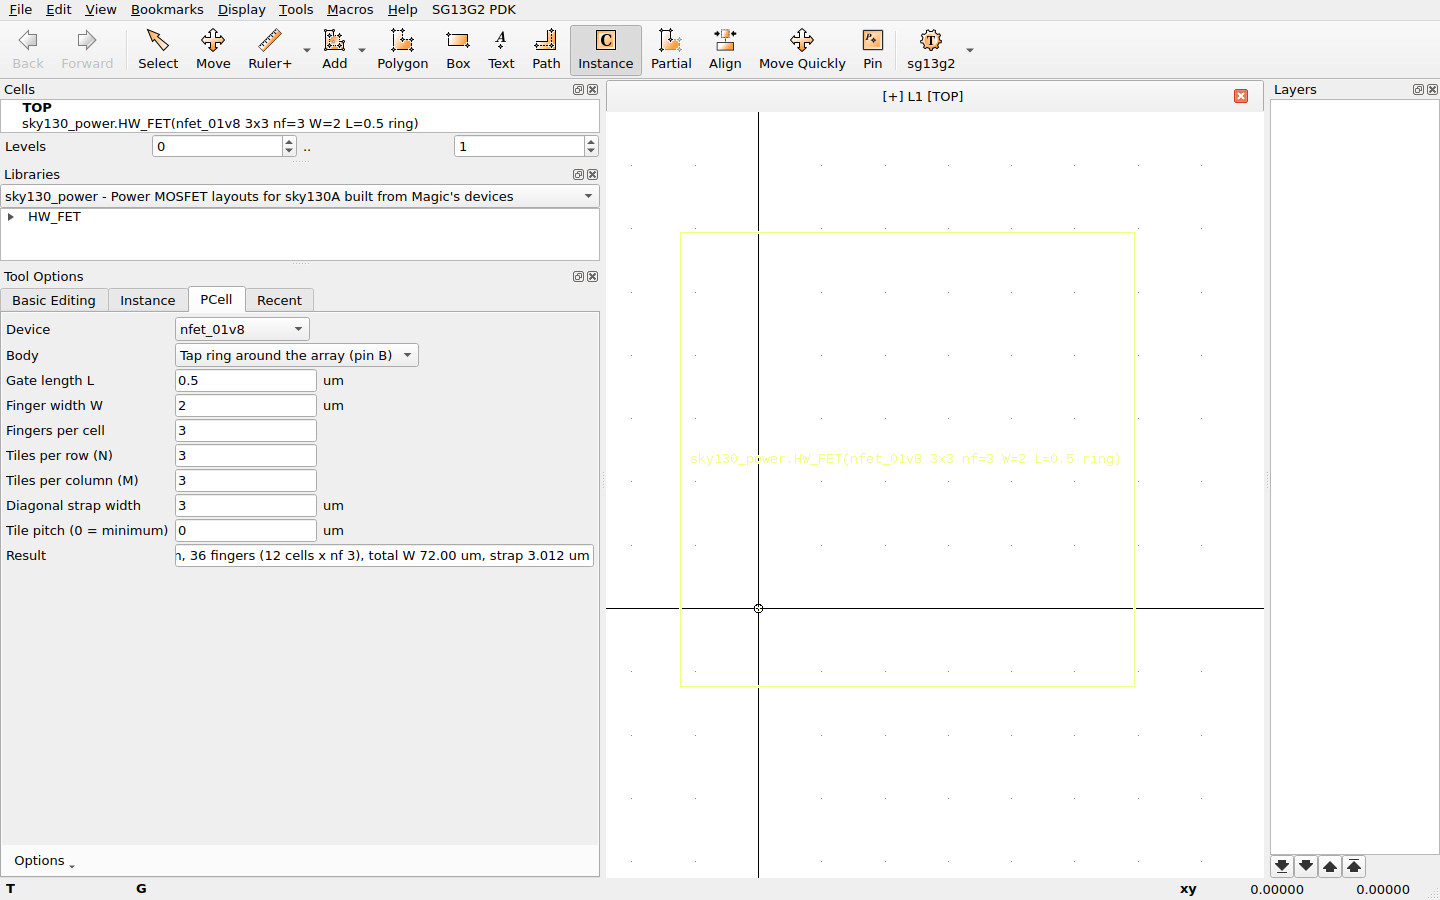 File Edit View Bookmarks Display Tools Macros Help SG13G2 PDK
Back Forward Select Move Ruler+ Add Polygon Box Text Path Instance Partial Align Move Quickly Pin sg13g2
Cells
TOP
sky130_power.HW_FET(nfet_01v8 3x3 nf=3 W=2 L=0.5 ring)
Levels 0 .. 1
Libraries
sky130_power - Power MOSFET layouts for sky130A built from Magic's devices
HW_FET
Tool Options
Basic Editing Instance PCell Recent
Device nfet_01v8
Body Tap ring around the array (pin B)
Gate length L 0.5 um
Finger width W 2 um
Fingers per cell 3
Tiles per row (N) 3
Tiles per column (M) 3
Diagonal strap width 3 um
Tile pitch (0 = minimum) 0 um
Result , 36 fingers (12 cells x nf 3), total W 72.00 um, strap 3.012 um
Options
[+] L1 [TOP]
sky130_power.HW_FET(nfet_01v8 3x3 nf=3 W=2 L=0.5 ring)
Layers
T G xy 0.00000 0.00000